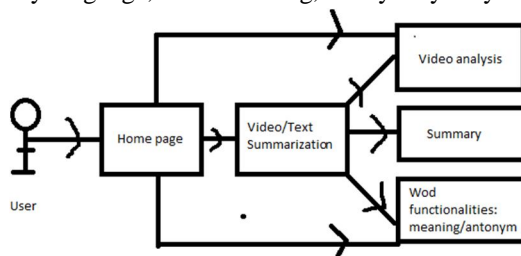 Video analysis
Home page
Video/Text
Summarization
Summary
User
Wod
functionalities:
meaning/antonym